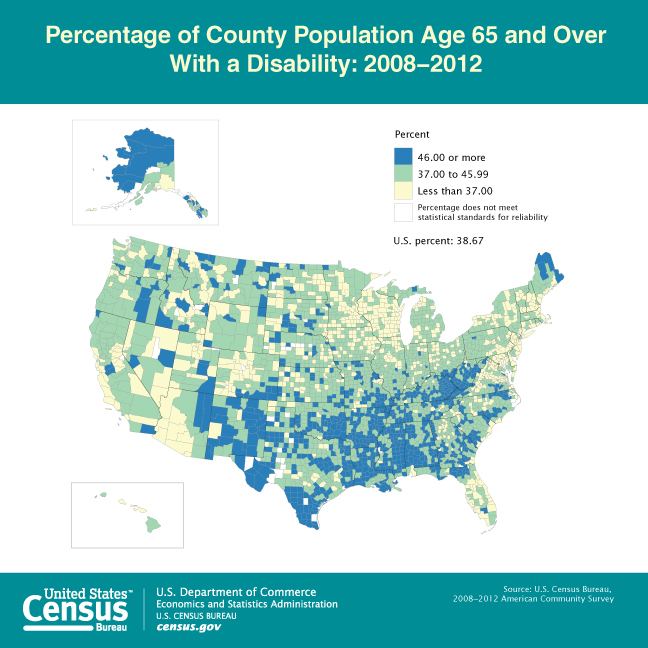 Percentage of County Population Age 65 and Over
With a Disability: 2008–2012
Percent
46.00 or more
37.00 to 45.99
Less than 37.00
Percentage does not meet
statistical standards for reliability
U.S. percent: 38.67
United States™
Census
Bureau
U.S. Department of Commerce
Economics and Statistics Administration
U.S. CENSUS BUREAU
census.gov
Source: U.S. Census Bureau,
2008–2012 American Community Survey